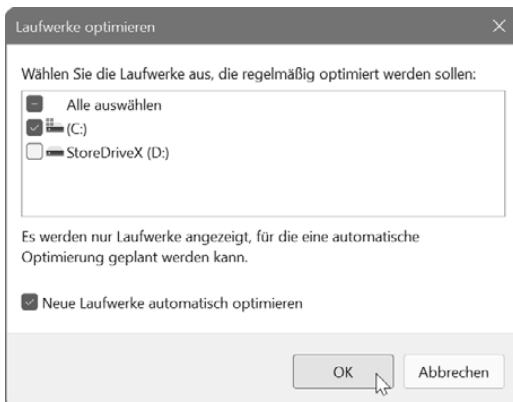 Laufwerke optimieren
Wählen Sie die Laufwerke aus, die regelmäßig optimiert werden sollen:
Alle auswählen
(C:)
StoreDriveX (D:)
Es werden nur Laufwerke angezeigt, für die eine automatische
Optimierung geplant werden kann.
Neue Laufwerke automatisch optimieren
OK
Abbrechen